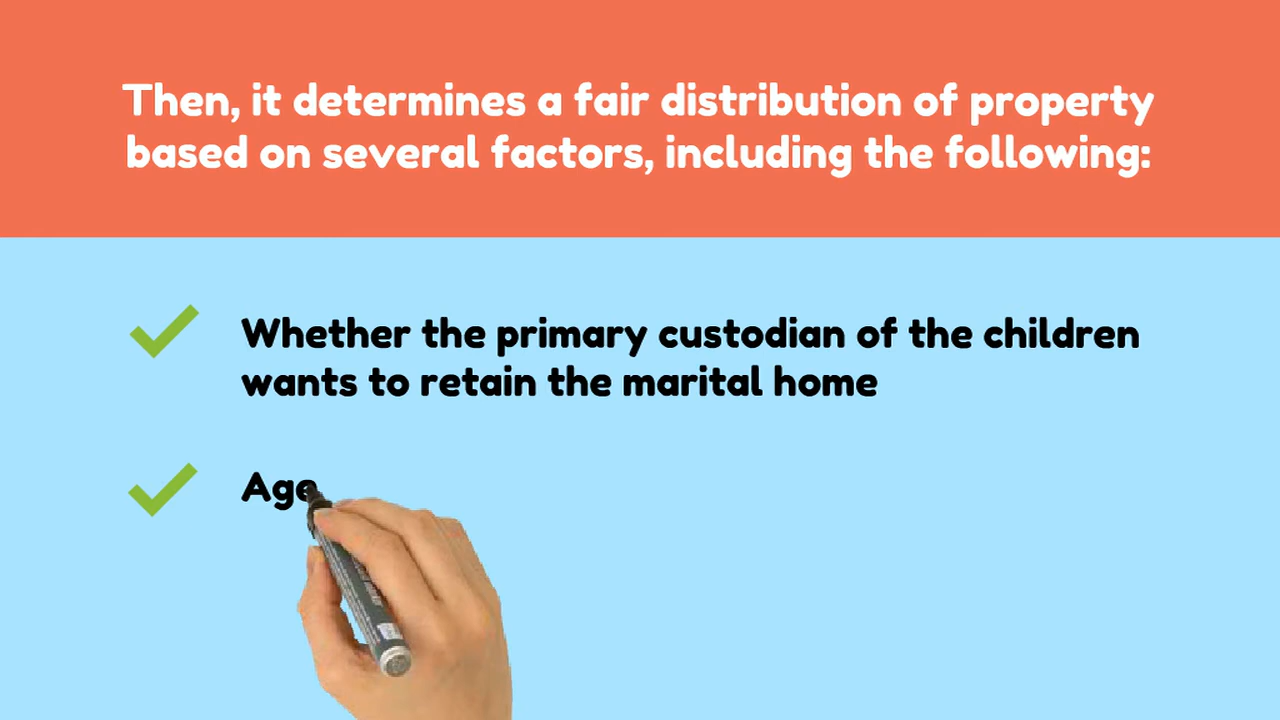 Then, it determines a fair distribution of property
based on several factors, including the following:
Whether the primary custodian of the children
wants to retain the marital home
Age